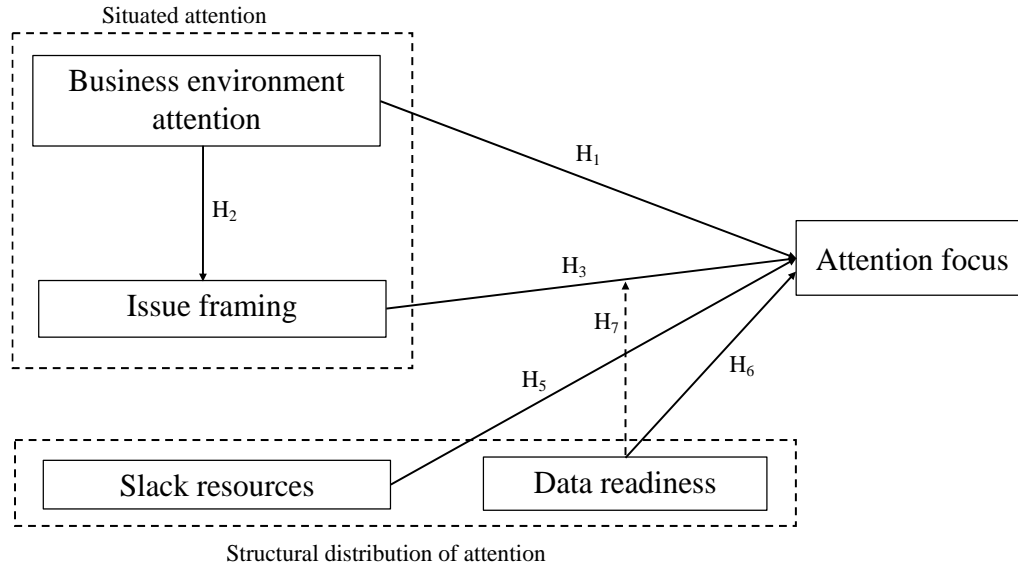 Situated attention
Business environment
attention
H₁
H₂
Attention focus
H₃
Issue framing
H₇
H₅
H₆
Slack resources
Data readiness
Structural distribution of attention